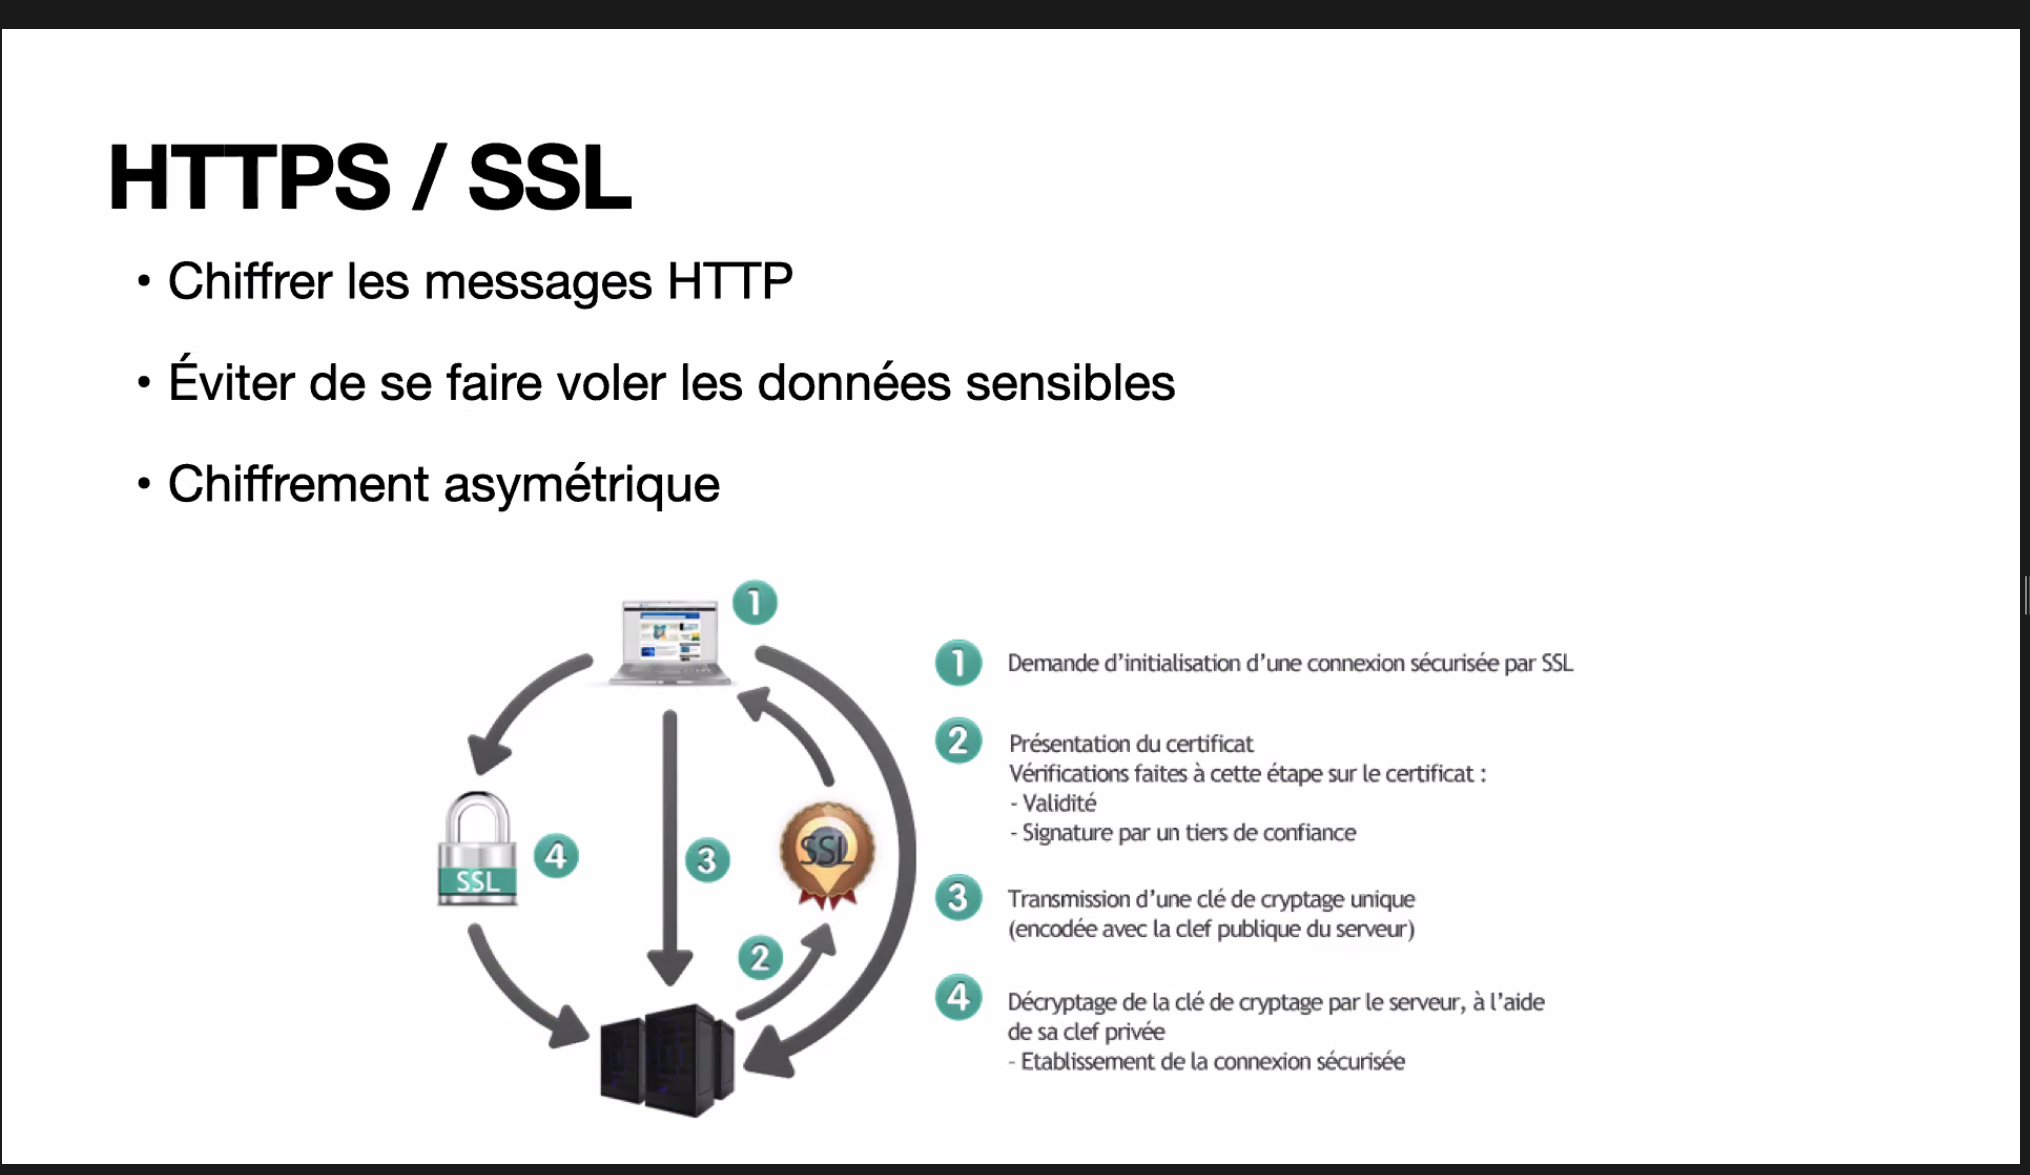 HTTPS / SSL
• Chiffrer les messages HTTP
• Éviter de se faire voler les données sensibles
• Chiffrement asymétrique
1
1 Demande d'initialisation d'une connexion sécurisée par SSL
2 Présentation du certificat
Vérifications faites à cette étape sur le certificat :
- Validité
- Signature par un tiers de confiance
SSL
4
3
SSL
3 Transmission d'une clé de cryptage unique
(encodée avec la clef publique du serveur)
2
4 Décryptage de la clé de cryptage par le serveur, à l'aide
de sa clef privée
- Etablissement de la connexion sécurisée